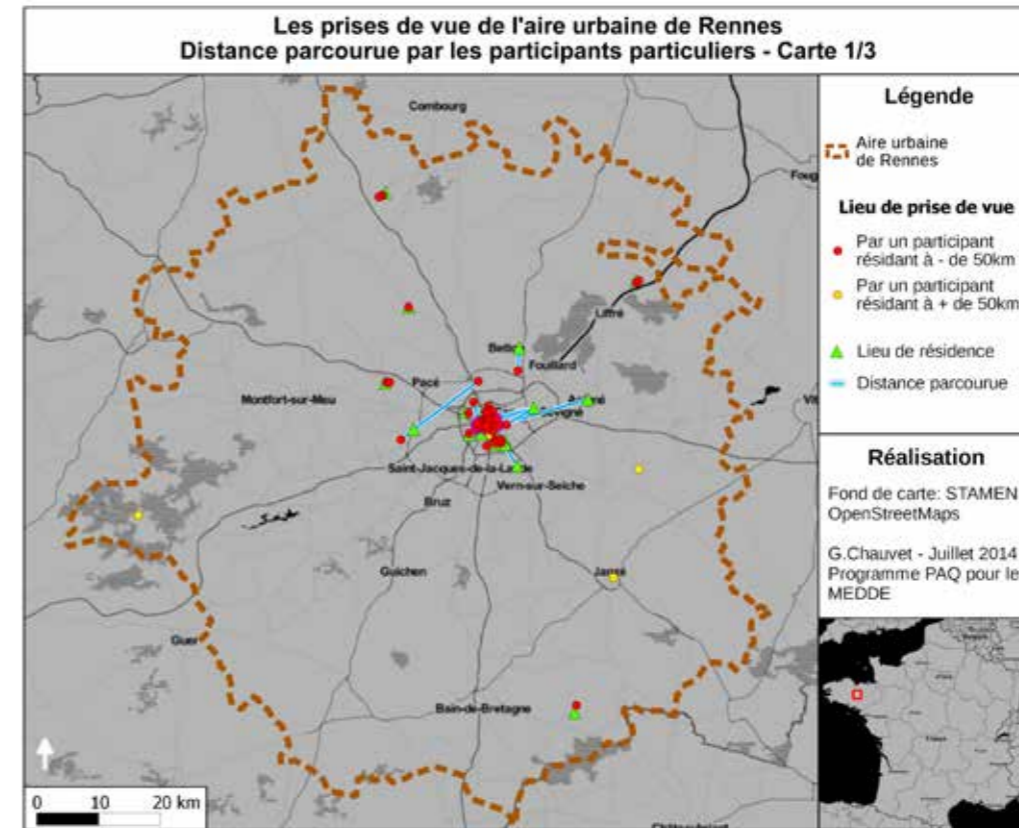 Les prises de vue de l'aire urbaine de Rennes
Distance parcourue par les participants particuliers - Carte 1/3
Combourg
Foug
Liffré
Betton
Fouillard
Pacé
Montfort-sur-Meu
Saint-Jacques-de-la-Lande
Vern-sur-Seiche
Bruz
Guichen
Janzé
Guer
Bain-de-Bretagne
0 10 20 km
Légende
Aire urbaine
de Rennes
Lieu de prise de vue
Par un participant
résidant à - de 50km
Par un participant
résidant à + de 50km
Lieu de résidence
Distance parcourue
Réalisation
Fond de carte: STAMEN
OpenStreetMaps
G.Chauvet - Juillet 2014
Programme PAQ pour le
MEDDE